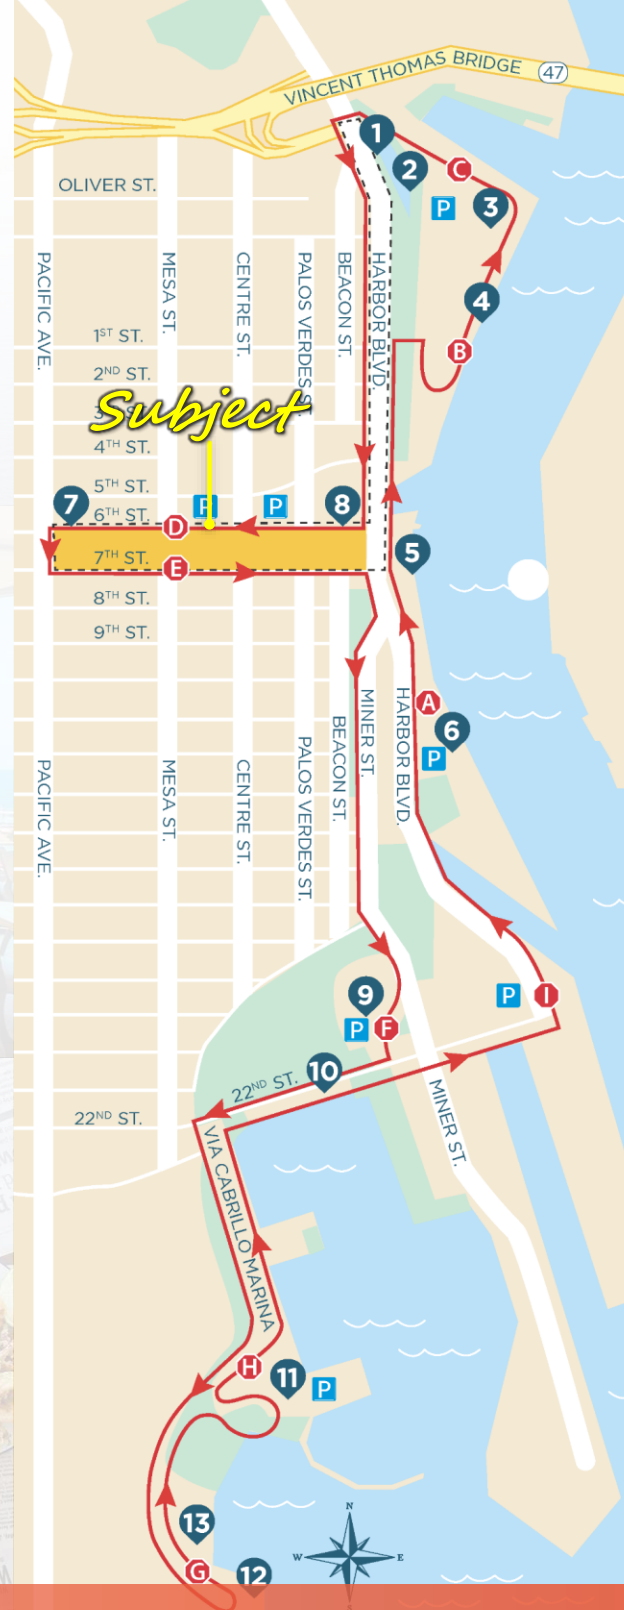 VINCENT THOMAS BRIDGE
47
1
2
C
OLIVER ST.
P
3
PACIFIC AVE.
MESA ST.
CENTRE ST.
PALOS VERDES S
BEACON ST.
HARBOR BLVD.
4
1ST ST.
B
2ND ST.
Subject
4TH ST.
5TH ST.
7
P
P
8
6TH ST.
D
7TH ST.
E
5
8TH ST.
9TH ST.
A
6
P
MINER ST.
HARBOR BLVD.
BEACON ST.
PALOS VERDES ST.
PACIFIC AVE.
MESA ST.
CENTRE ST.
9
P
I
P
F
10
22ND ST.
22ND ST.
MINER ST.
VIA CABRILLO MARINA
H
11
P
13
N
W
E
G
12